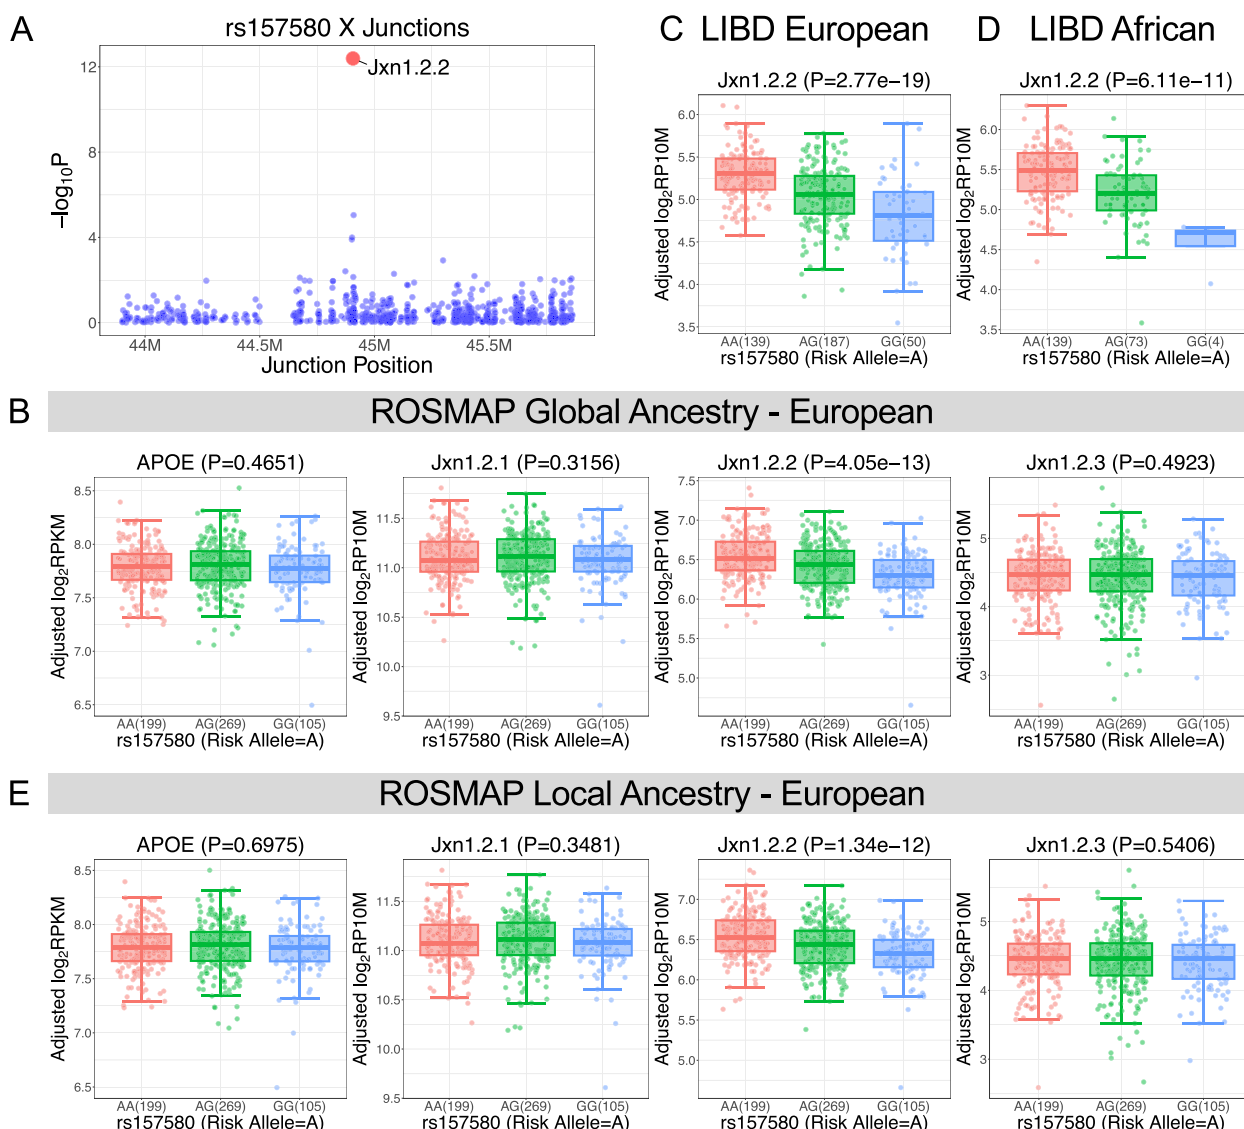 A
rs157580 X Junctions
Jxn1.2.2
−log10P
12
8
4
0
44M
44.5M
45M
45.5M
Junction Position
C LIBD European
Jxn1.2.2 (P=2.77e−19)
Adjusted log2RP10M
6.0
5.5
5.0
4.5
4.0
3.5
AA(139)
AG(187)
GG(50)
rs157580 (Risk Allele=A)
D LIBD African
Jxn1.2.2 (P=6.11e−11)
Adjusted log2RP10M
6.0
5.5
5.0
4.5
4.0
3.5
AA(139)
AG(73)
GG(4)
rs157580 (Risk Allele=A)
B
ROSMAP Global Ancestry - European
APOE (P=0.4651)
Adjusted log2RPKM
8.5
8.0
7.5
7.0
6.5
AA(199)
AG(269)
GG(105)
rs157580 (Risk Allele=A)
Jxn1.2.1 (P=0.3156)
Adjusted log2RP10M
11.5
11.0
10.5
10.0
9.5
AA(199)
AG(269)
GG(105)
rs157580 (Risk Allele=A)
Jxn1.2.2 (P=4.05e−13)
Adjusted log2RP10M
7.5
7.0
6.5
6.0
5.5
5.0
AA(199)
AG(269)
GG(105)
rs157580 (Risk Allele=A)
Jxn1.2.3 (P=0.4923)
Adjusted log2RP10M
5
4
3
AA(199)
AG(269)
GG(105)
rs157580 (Risk Allele=A)
E
ROSMAP Local Ancestry - European
APOE (P=0.6975)
Adjusted log2RPKM
8.5
8.0
7.5
7.0
6.5
AA(199)
AG(269)
GG(105)
rs157580 (Risk Allele=A)
Jxn1.2.1 (P=0.3481)
Adjusted log2RP10M
11.5
11.0
10.5
10.0
9.5
AA(199)
AG(269)
GG(105)
rs157580 (Risk Allele=A)
Jxn1.2.2 (P=1.34e−12)
Adjusted log2RP10M
7.0
6.5
6.0
5.5
5.0
AA(199)
AG(269)
GG(105)
rs157580 (Risk Allele=A)
Jxn1.2.3 (P=0.5406)
Adjusted log2RP10M
5
4
3
AA(199)
AG(269)
GG(105)
rs157580 (Risk Allele=A)